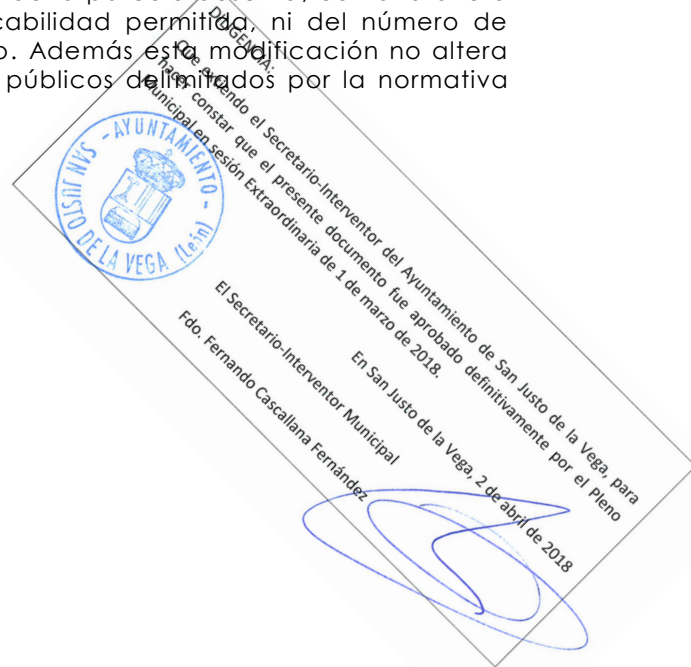 cabilidad permitida, ni del número de
o. Además esta modificación no altera
públicos delimitados por la normativa
DILIGENCIA:
Que extiendo el Secretario-Interventor del Ayuntamiento de San Justo de la Vega, para
hacer constar que el presente documento fue aprobado definitivamente por el Pleno
Municipal en sesión Extraordinaria de 1 de marzo de 2018.
En San Justo de la Vega, 2 de abril de 2018
El Secretario-Interventor Municipal
Fdo. Fernando Cascallana Fernández
- AYUNTAMIENTO -
SAN JUSTO DE LA VEGA (León)